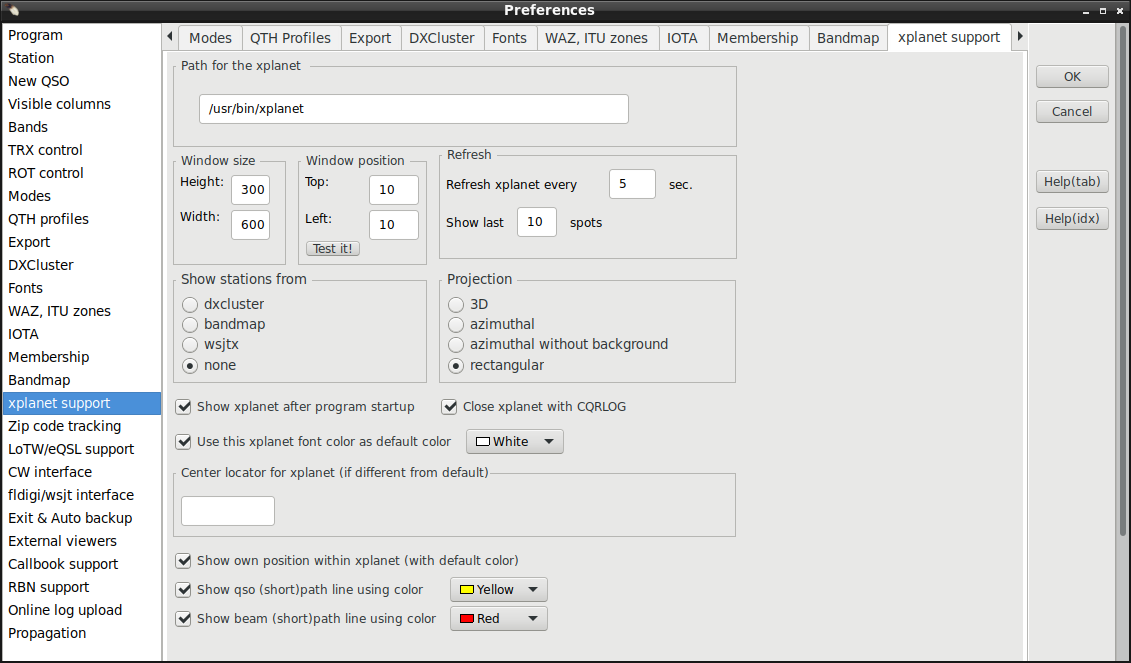 Preferences
Program
Station
New QSO
Visible columns
Bands
TRX control
ROT control
Modes
QTH profiles
Export
DXCluster
Fonts
WAZ, ITU zones
IOTA
Membership
Bandmap
xplanet support
Zip code tracking
LoTW/eQSL support
CW interface
fldigi/wsjt interface
Exit & Auto backup
External viewers
Callbook support
RBN support
Online log upload
Propagation
Modes QTH Profiles Export DXCluster Fonts WAZ, ITU zones IOTA Membership Bandmap xplanet support
Path for the xplanet
/usr/bin/xplanet
Window size
Height: 300
Width: 600
Window position
Top: 10
Left: 10
Test it!
Refresh
Refresh xplanet every 5 sec.
Show last 10 spots
Show stations from
dxcluster
bandmap
wsjtx
none
Projection
3D
azimuthal
azimuthal without background
rectangular
Show xplanet after program startup Close xplanet with CQRLOG
Use this xplanet font color as default color White
Center locator for xplanet (if different from default)
Show own position within xplanet (with default color)
Show qso (short)path line using color Yellow
Show beam (short)path line using color Red
OK
Cancel
Help(tab)
Help(idx)